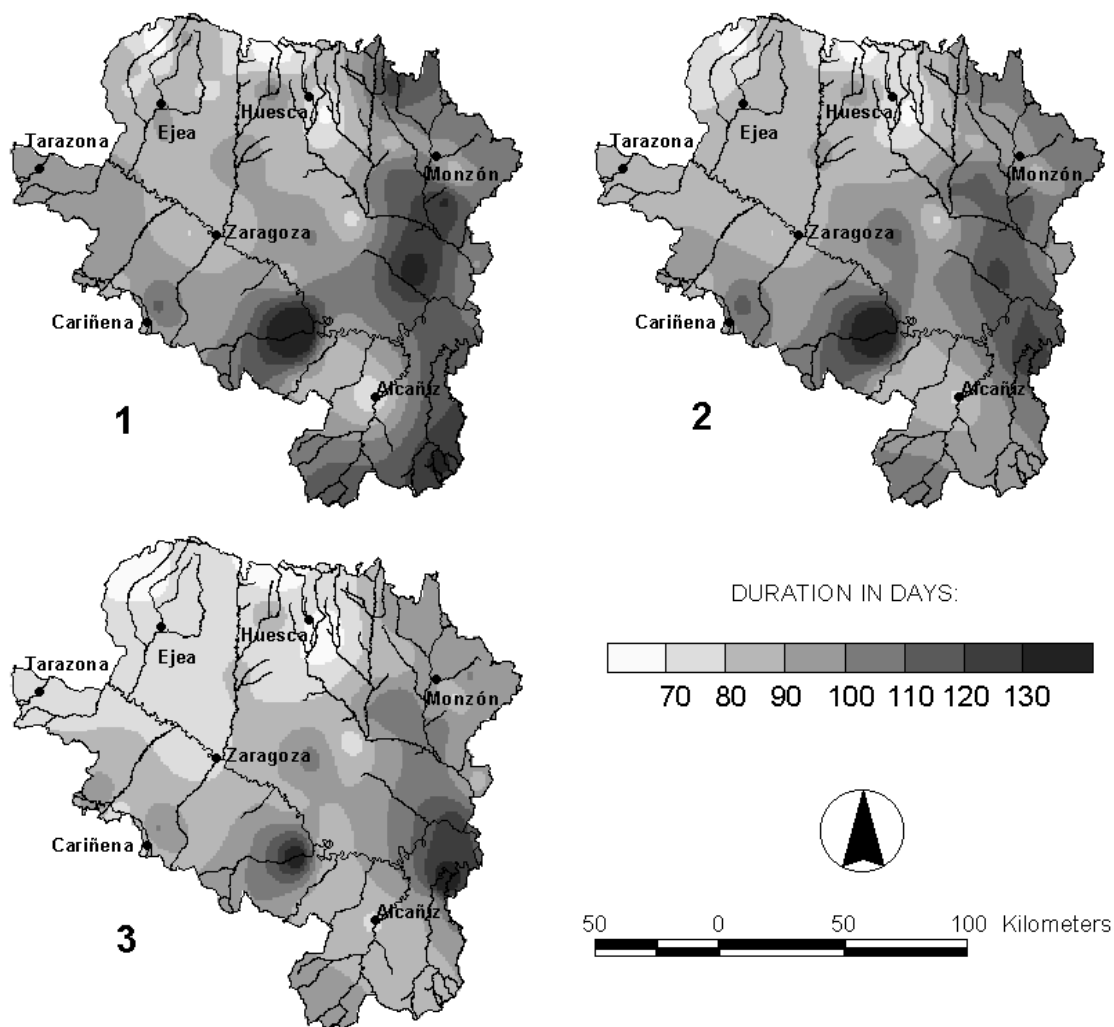 Huesca
Ejea
Tarazona
Monzón
Zaragoza
Cariñena
Alcañiz
1
Huesca
Ejea
Tarazona
Monzón
Zaragoza
Cariñena
Alcañiz
2
Huesca
Ejea
Tarazona
Monzón
Zaragoza
Cariñena
Alcañiz
3
DURATION IN DAYS:
70 80 90 100 110 120 130
50 0 50 100 Kilometers